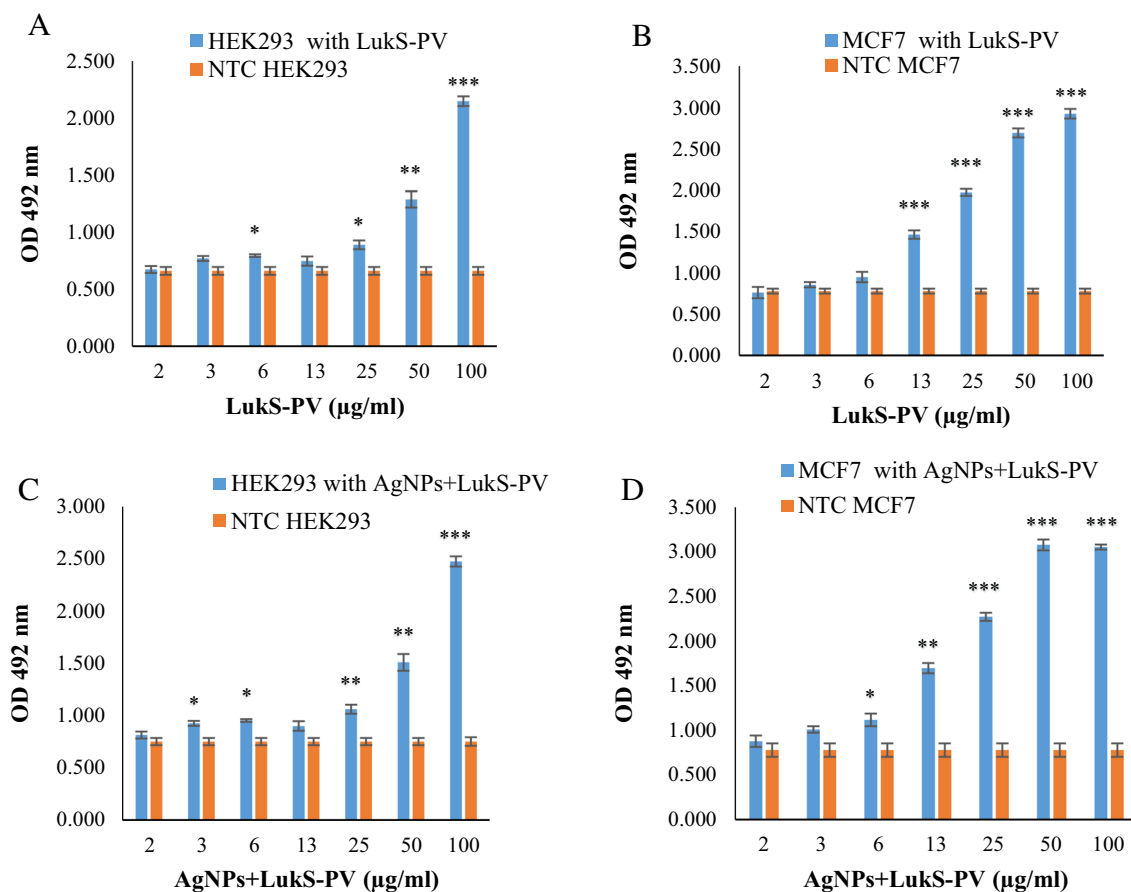 A
HEK293 with LukS-PV
NTC HEK293
2.500
2.000
1.500
1.000
0.500
0.000
OD 492 nm
*
*
**
***
2 3 6 13 25 50 100
LukS-PV (µg/ml)
B
MCF7 with LukS-PV
NTC MCF7
3.500
3.000
2.500
2.000
1.500
1.000
0.500
0.000
OD 492 nm
***
***
***
***
2 3 6 13 25 50 100
LukS-PV (µg/ml)
C
HEK293 with AgNPs+LukS-PV
NTC HEK293
3.000
2.500
2.000
1.500
1.000
0.500
0.000
OD 492 nm
*
*
**
**
***
2 3 6 13 25 50 100
AgNPs+LukS-PV (µg/ml)
D
MCF7 with AgNPs+LukS-PV
NTC MCF7
3.500
3.000
2.500
2.000
1.500
1.000
0.500
0.000
OD 492 nm
*
**
***
***
***
2 3 6 13 25 50 100
AgNPs+LukS-PV (µg/ml)